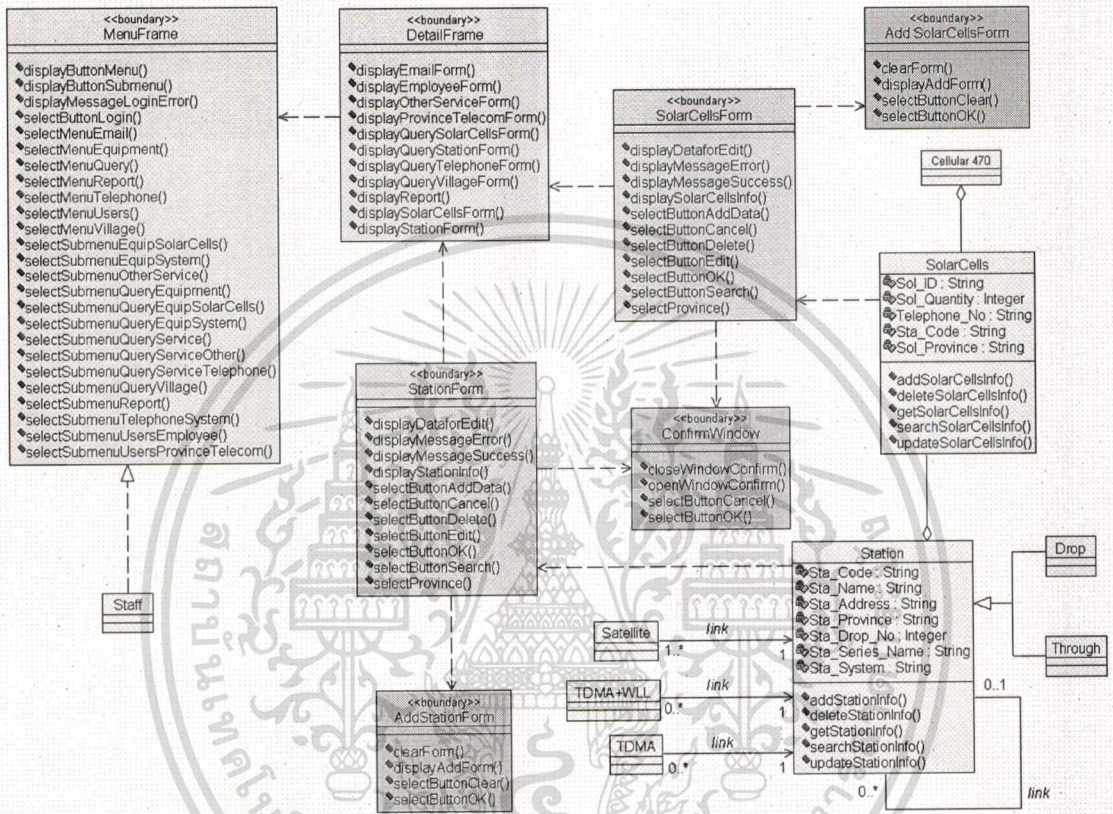 <<boundary>>
MenuFrame
displayButtonMenu()
displayButtonSubmenu()
displayMessageLoginError()
selectButtonLogin()
selectMenuEmail()
selectMenuEquipment()
selectMenuQuery()
selectMenuReport()
selectMenuTelephone()
selectMenuUsers()
selectMenuVillage()
selectSubmenuEquipSolarCells()
selectSubmenuEquipSystem()
selectSubmenuOtherService()
selectSubmenuQueryEquipment()
selectSubmenuQueryEquipSolarCells()
selectSubmenuQueryEquipSystem()
selectSubmenuQueryService()
selectSubmenuQueryServiceOther()
selectSubmenuQueryServiceTelephone()
selectSubmenuQueryVillage()
selectSubmenuReport()
selectSubmenuTelephoneSystem()
selectSubmenuUsersEmployee()
selectSubmenuUsersProvinceTelecom()
<<boundary>>
DetailFrame
displayEmailForm()
displayEmployeeForm()
displayOtherServiceForm()
displayProvinceTelecomForm()
displayQuerySolarCellsForm()
displayQueryStationForm()
displayQueryTelephoneForm()
displayQueryVillageForm()
displayReport()
displaySolarCellsForm()
displayStationForm()
<<boundary>>
SolarCellsForm
displayDataforEdit()
displayMessageError()
displayMessageSuccess()
displaySolarCellsInfo()
selectButtonAddData()
selectButtonCancel()
selectButtonDelete()
selectButtonEdit()
selectButtonOK()
selectButtonSearch()
selectProvince()
<<boundary>>
Add SolarCellsForm
clearForm()
displayAddForm()
selectButtonClear()
selectButtonOK()
Cellular 470
SolarCells
Sol_ID : String
Sol_Quantity : Integer
Telephone_No : String
Sta_Code : String
Sol_Province : String
addSolarCellsInfo()
deleteSolarCellsInfo()
getSolarCellsInfo()
searchSolarCellsInfo()
updateSolarCellsInfo()
<<boundary>>
StationForm
displayDataforEdit()
displayMessageError()
displayMessageSuccess()
displayStationInfo()
selectButtonAddData()
selectButtonCancel()
selectButtonDelete()
selectButtonEdit()
selectButtonOK()
selectButtonSearch()
selectProvince()
<<boundary>>
ConfirmWindow
closeWindowConfirm()
openWindowConfirm()
selectButtonCancel()
selectButtonOK()
Staff
Station
Sta_Code : String
Sta_Name : String
Sta_Address : String
Sta_Province : String
Sta_Drop_No : Integer
Sta_Series_Name : String
Sta_System : String
addStationInfo()
deleteStationInfo()
getStationInfo()
searchStationInfo()
updateStationInfo()
Drop
Through
Satellite
link
1..*
1
TDMA+WLL
link
0..*
1
TDMA
link
0..*
1
0..1
0..*
link
<<boundary>>
AddStationForm
clearForm()
displayAddForm()
selectButtonClear()
selectButtonOK()